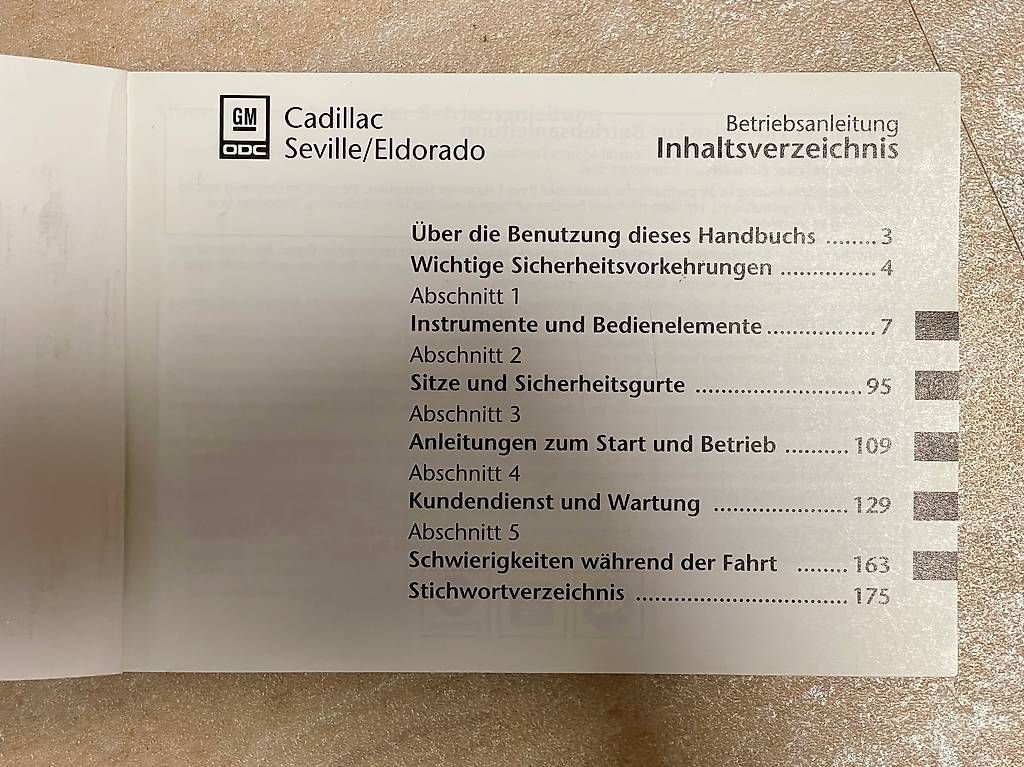 GM
ODC
Cadillac
Seville/Eldorado
Betriebsanleitung
Inhaltsverzeichnis
Über die Benutzung dieses Handbuchs ........ 3
Wichtige Sicherheitsvorkehrungen ............... 4
Abschnitt 1
Instrumente und Bedienelemente ................. 7
Abschnitt 2
Sitze und Sicherheitsgurte .......................... 95
Abschnitt 3
Anleitungen zum Start und Betrieb .......... 109
Abschnitt 4
Kundendienst und Wartung ..................... 129
Abschnitt 5
Schwierigkeiten während der Fahrt ........ 163
Stichwortverzeichnis ................................. 175